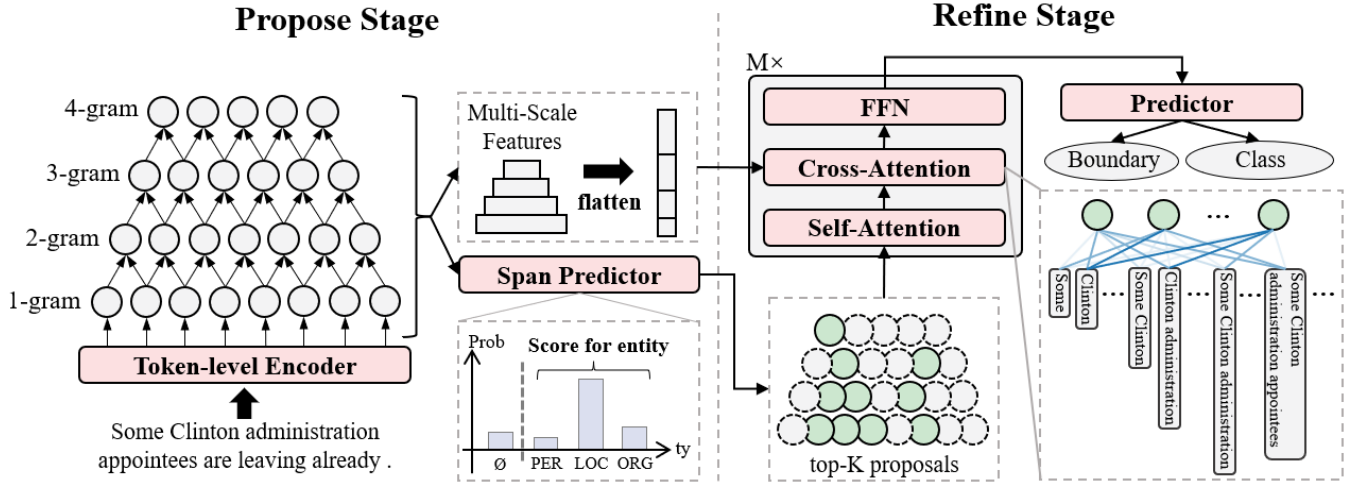 Propose Stage
4-gram
3-gram
2-gram
1-gram
Token-level Encoder
Some Clinton administration
appointees are leaving already .
Multi-Scale
Features
flatten
Span Predictor
Prob
Score for entity
Ø
PER
LOC
ORG
ty
Refine Stage
M×
FFN
Cross-Attention
Self-Attention
top-K proposals
Predictor
Boundary
Class
...
Some
Clinton
...
Some Clinton
Clinton administration
...
Some Clinton administration
...
Some Clinton
administration appointees
...